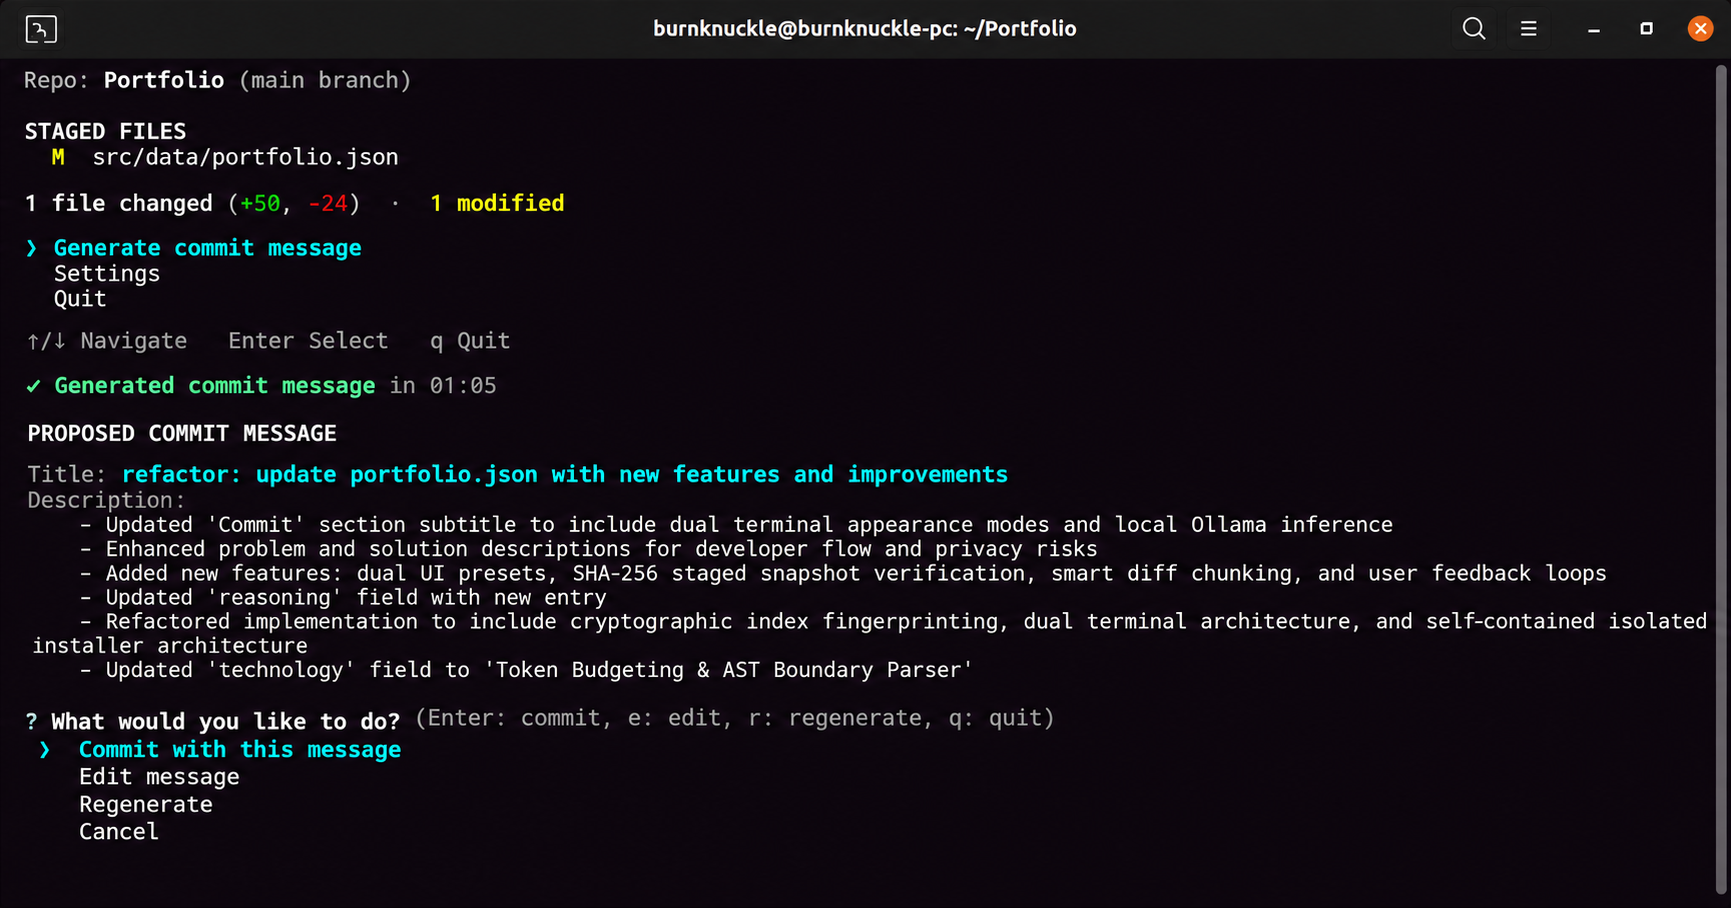 burnknuckle@burnknuckle-pc: ~/Portfolio
Repo: Portfolio (main branch)
STAGED FILES
M src/data/portfolio.json
1 file changed (+50, -24) · 1 modified
❯ Generate commit message
Settings
Quit
↑/↓ Navigate Enter Select q Quit
✔ Generated commit message in 01:05
PROPOSED COMMIT MESSAGE
Title: refactor: update portfolio.json with new features and improvements
Description:
- Updated 'Commit' section subtitle to include dual terminal appearance modes and local Ollama inference
- Enhanced problem and solution descriptions for developer flow and privacy risks
- Added new features: dual UI presets, SHA-256 staged snapshot verification, smart diff chunking, and user feedback loops
- Updated 'reasoning' field with new entry
- Refactored implementation to include cryptographic index fingerprinting, dual terminal architecture, and self-contained isolated
installer architecture
- Updated 'technology' field to 'Token Budgeting & AST Boundary Parser'
? What would you like to do? (Enter: commit, e: edit, r: regenerate, q: quit)
❯ Commit with this message
Edit message
Regenerate
Cancel